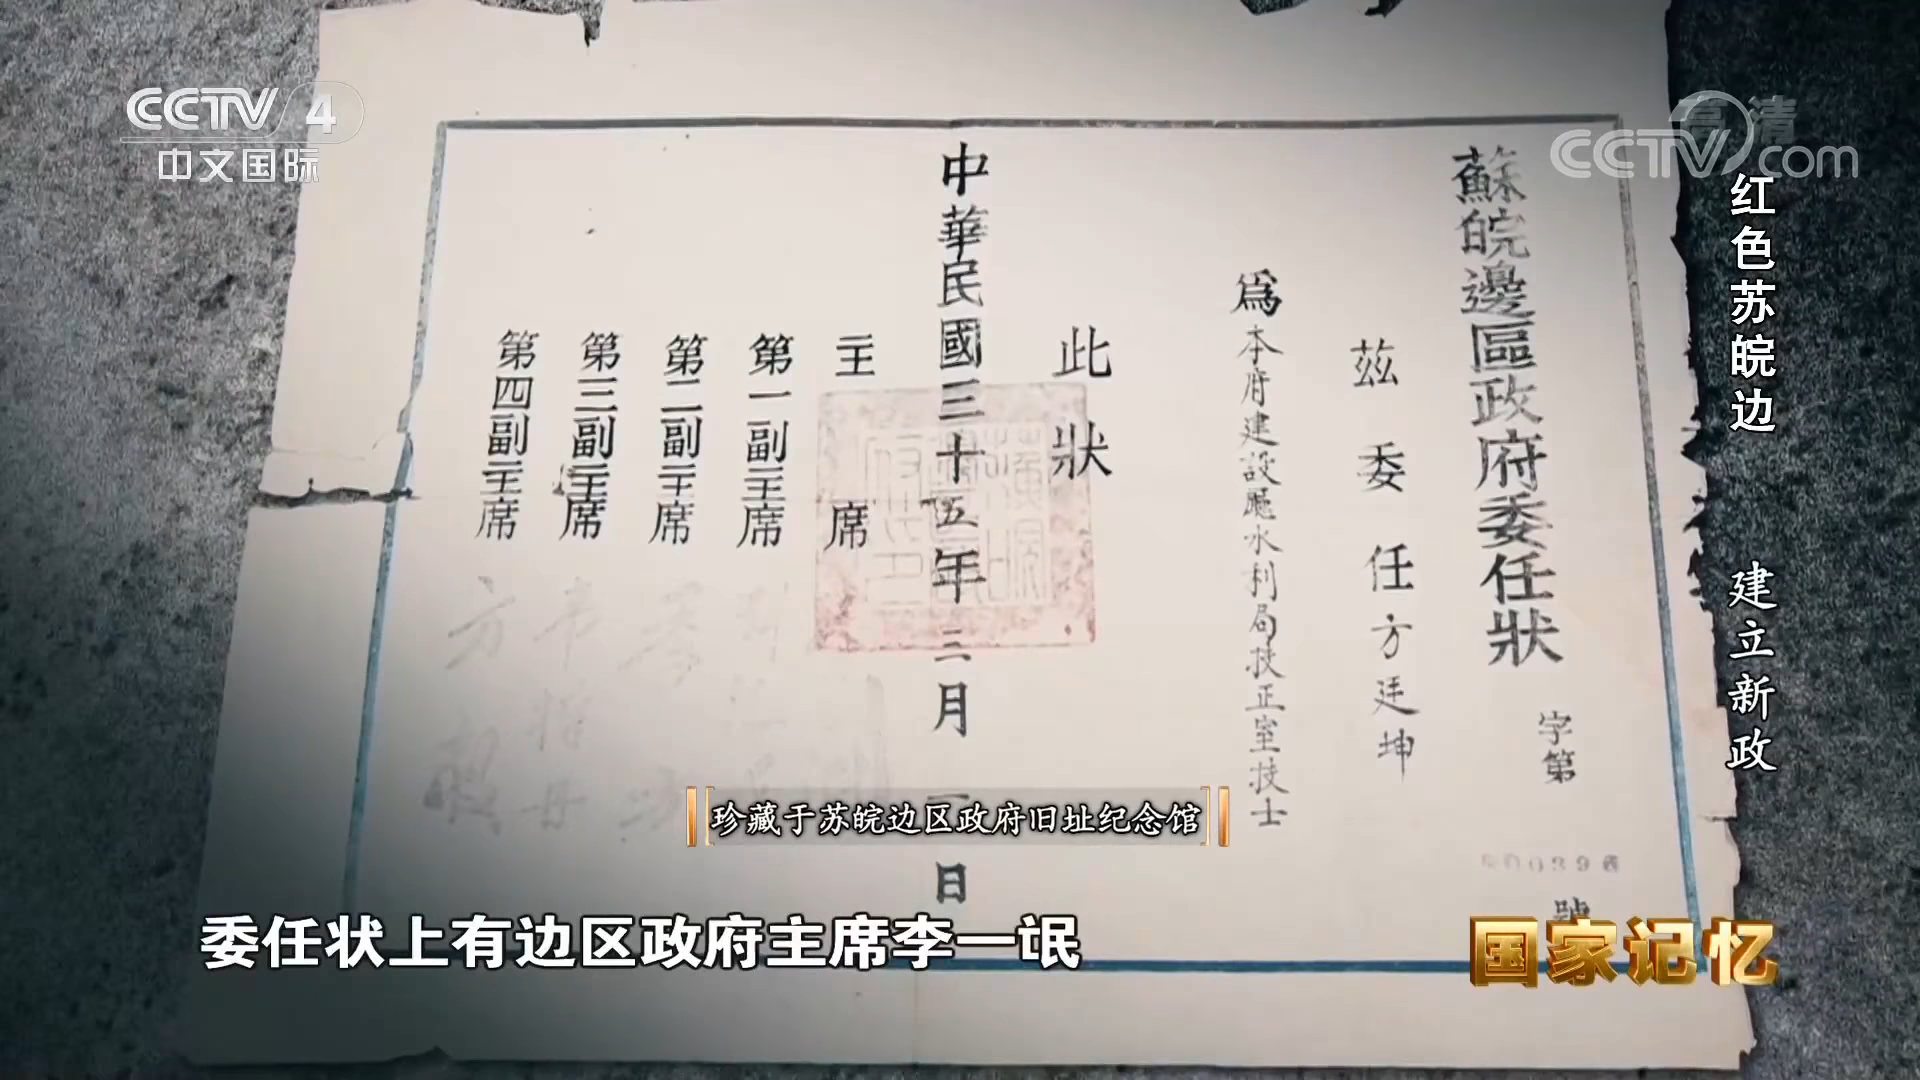 CCTV 4
中文国际
高清
CCTV.com
红色苏皖边 建立新政
蘇皖邊區政府委任狀
字第
號
茲委任方廷坤
爲本府建設廳水利局技正室技士
此狀
中華民國三十五年二月一日
主席
第一副主席
第二副主席
第三副主席
第四副主席
珍藏于苏皖边区政府旧址纪念馆
委任状上有边区政府主席李一氓
国家记忆